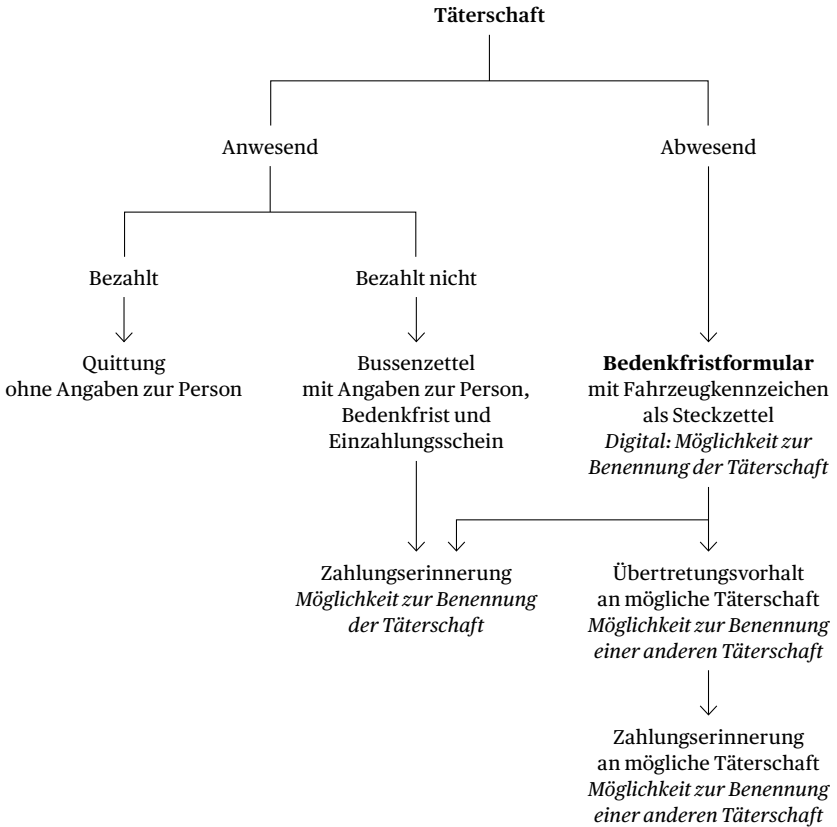 Täterschaft
Anwesend
Abwesend
Bezahlt
Bezahlt nicht
Quittung
ohne Angaben zur Person
Bussenzettel
mit Angaben zur Person,
Bedenkfrist und
Einzahlungsschein
Bedenkfristformular
mit Fahrzeugkennzeichen
als Steckzettel
Digital: Möglichkeit zur
Benennung der Täterschaft
Zahlungserinnerung
Möglichkeit zur Benennung
der Täterschaft
Übertretungsvorhalt
an mögliche Täterschaft
Möglichkeit zur Benennung
einer anderen Täterschaft
Zahlungserinnerung
an mögliche Täterschaft
Möglichkeit zur Benennung
einer anderen Täterschaft